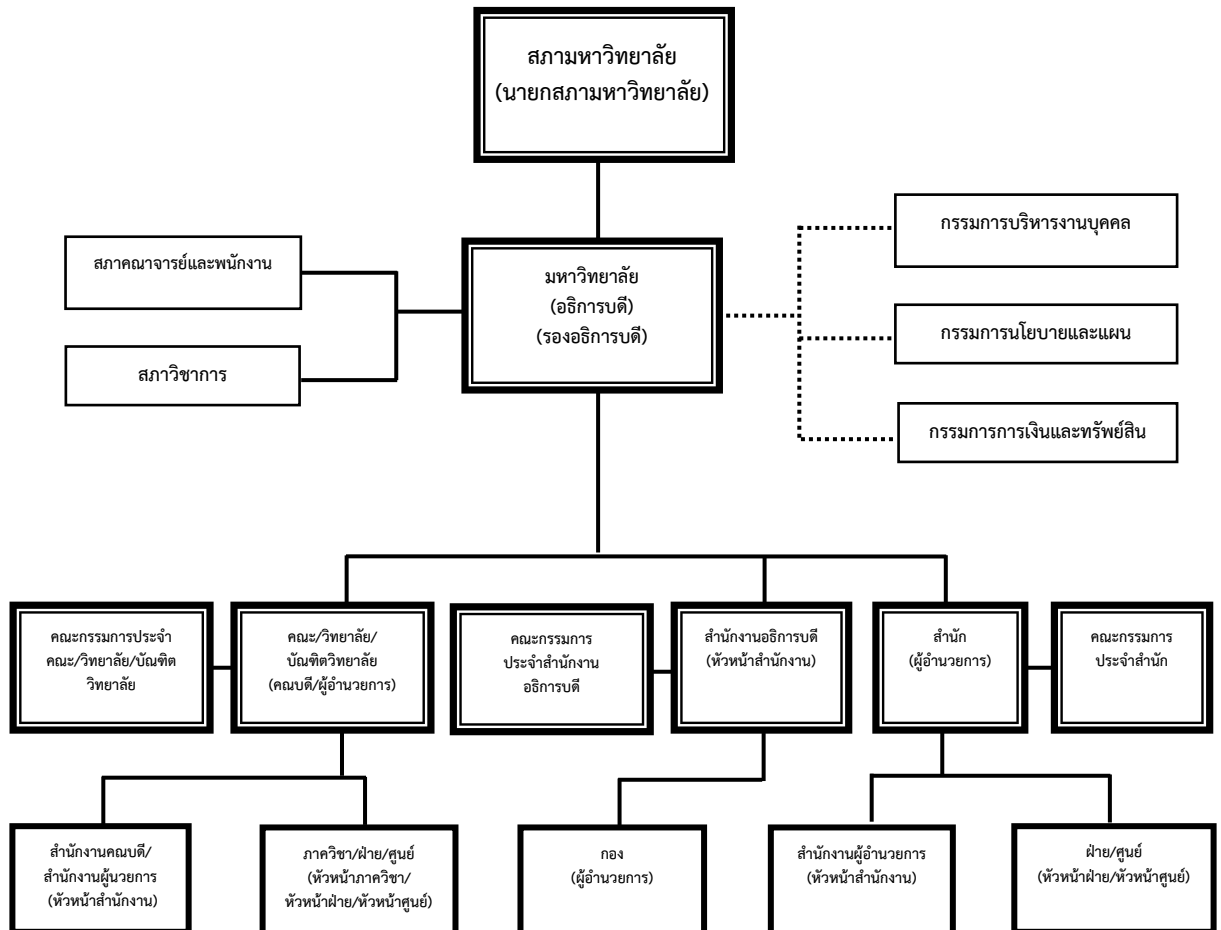 สภามหาวิทยาลัย
(นายกสภามหาวิทยาลัย)
กรรมการบริหารงานบุคคล
สภาคณาจารย์และพนักงาน
มหาวิทยาลัย
(อธิการบดี)
(รองอธิการบดี)
กรรมการนโยบายและแผน
สภาวิชาการ
กรรมการการเงินและทรัพย์สิน
คณะกรรมการประจำ
คณะ/วิทยาลัย/บัณฑิต
วิทยาลัย
คณะ/วิทยาลัย/
บัณฑิตวิทยาลัย
(คณบดี/ผู้อำนวยการ)
คณะกรรมการ
ประจำสำนักงาน
อธิการบดี
สำนักงานอธิการบดี
(หัวหน้าสำนักงาน)
สำนัก
(ผู้อำนวยการ)
คณะกรรมการ
ประจำสำนัก
สำนักงานคณบดี/
สำนักงานผู้นวยการ
(หัวหน้าสำนักงาน)
ภาควิชา/ฝ่าย/ศูนย์
(หัวหน้าภาควิชา/
หัวหน้าฝ่าย/หัวหน้าศูนย์)
กอง
(ผู้อำนวยการ)
สำนักงานผู้อำนวยการ
(หัวหน้าสำนักงาน)
ฝ่าย/ศูนย์
(หัวหน้าฝ่าย/หัวหน้าศูนย์)